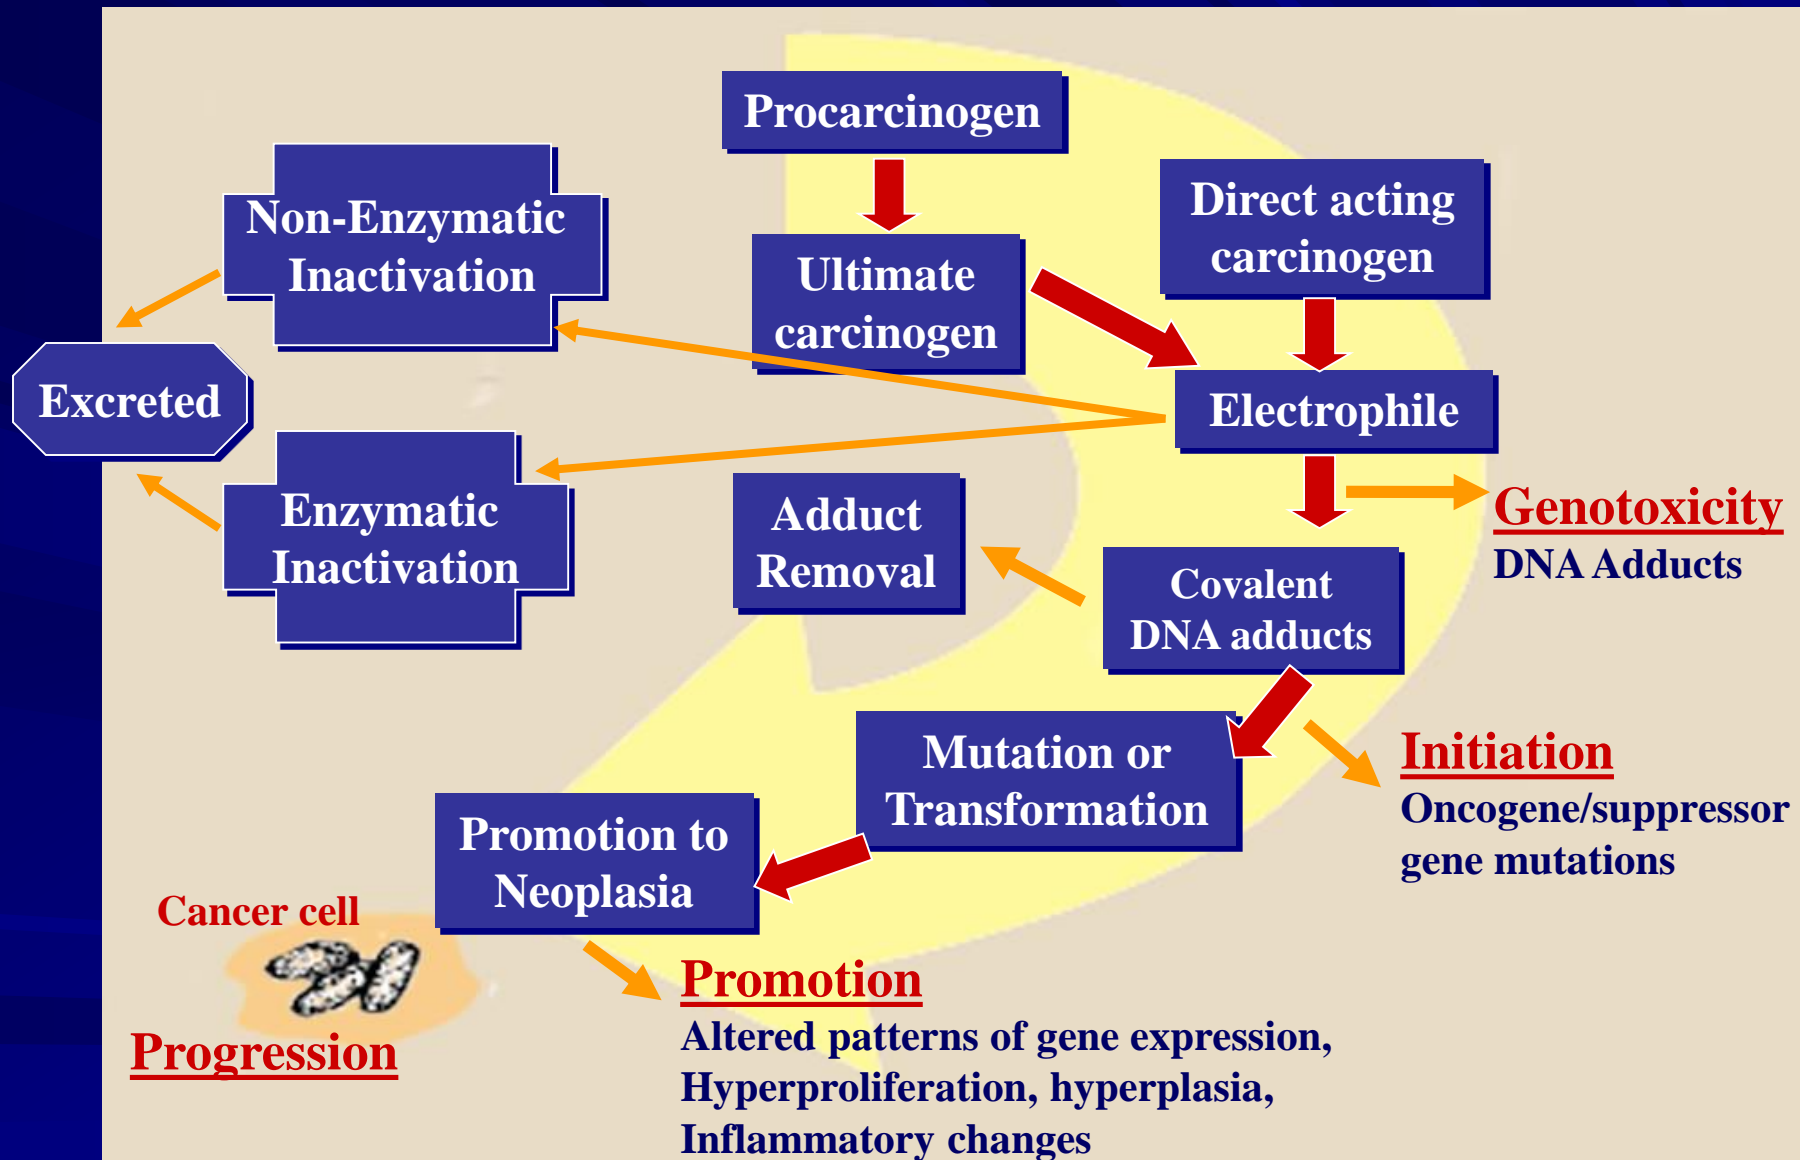 Procarcinogen
Non-Enzymatic
Inactivation
Ultimate
carcinogen
Direct acting
carcinogen
Excreted
Electrophile
Enzymatic
Inactivation
Adduct
Removal
Genotoxicity
DNA Adducts
Covalent
DNA adducts
Mutation or
Transformation
Initiation
Oncogene/suppressor
gene mutations
Promotion to
Neoplasia
Cancer cell
Progression
Promotion
Altered patterns of gene expression,
Hyperproliferation, hyperplasia,
Inflammatory changes